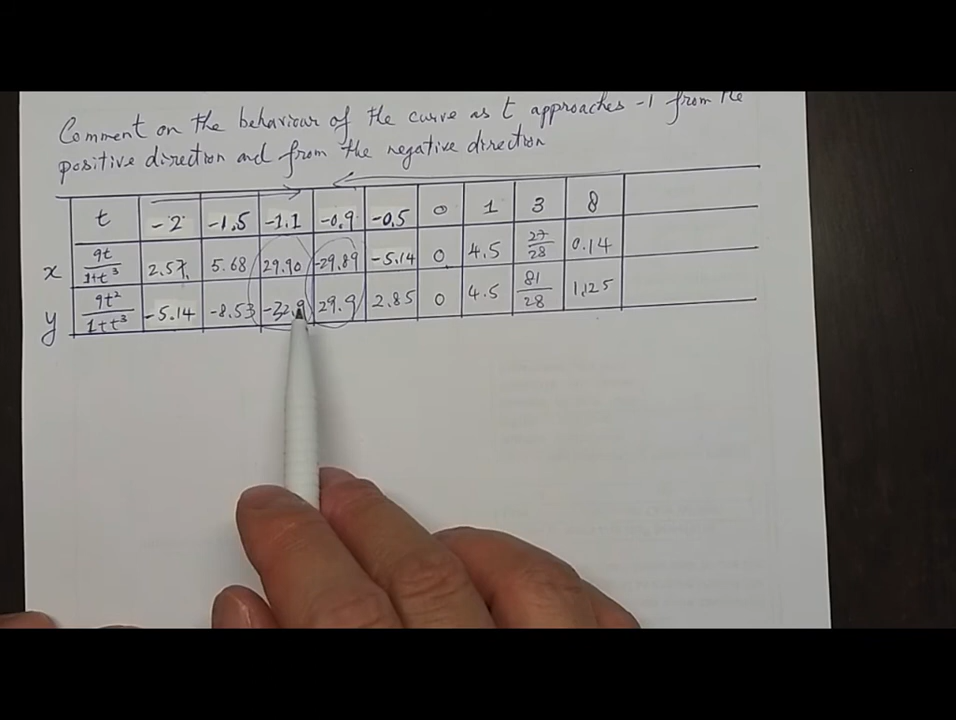 Comment on the behaviour of the curve as t approaches -1 from the
positive direction and from the negative direction
t -2 -1.5 -1.1 -0.9 -0.5 0 1 3 8
x 9t/1+t³ 2.57 5.68 29.90 -29.89 -5.14 0 4.5 27/28 0.14
y 9t²/1+t³ -5.14 -8.53 -32.9 29.9 2.85 0 4.5 81/28 1.125